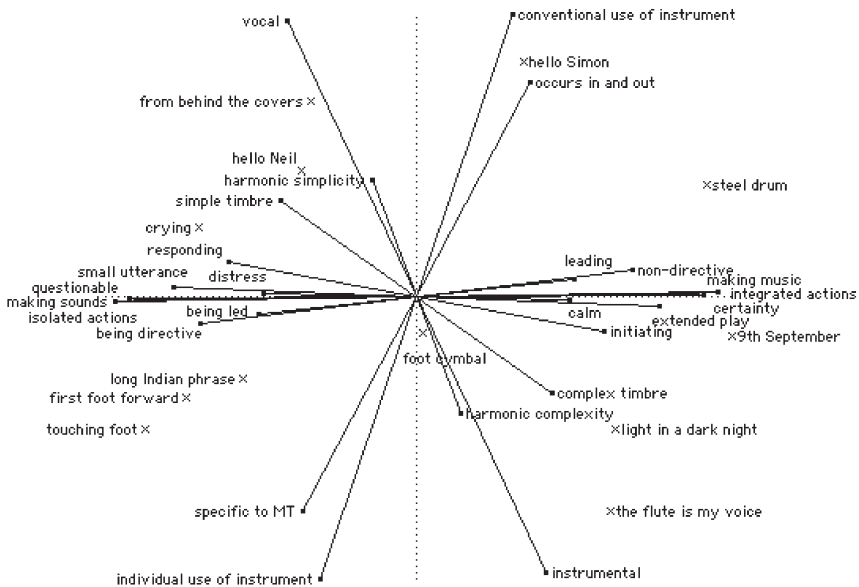 conventional use of instrument
vocal
×hello Simon
occurs in and out
from behind the covers×
hello Neil
×
harmonic simplicity
×steel drum
simple timbre
crying×
responding
leading
non-directive
small utterance
distress
making music
questionable
integrated actions
making sounds
certainty
being led
calm
isolated actions
extended play
being directive
initiating
×9th September
×
foot cymbal
long Indian phrase×
complex timbre
first foot forward×
harmonic complexity
touching foot×
×light in a dark night
specific to MT
×the flute is my voice
individual use of instrument
instrumental